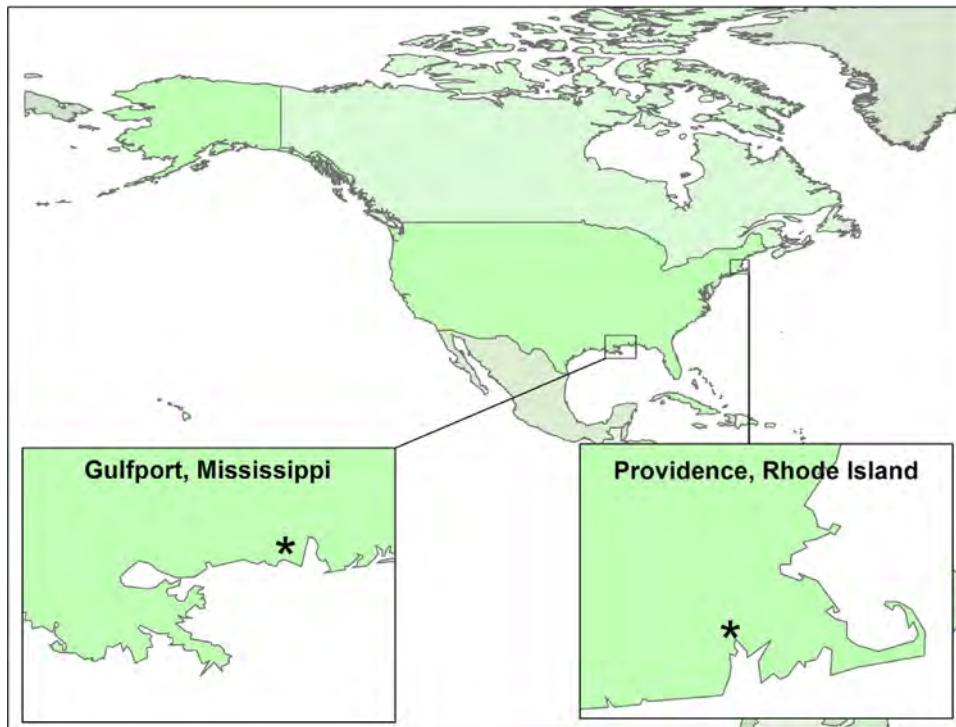 Gulfport, Mississippi
Providence, Rhode Island
*
*